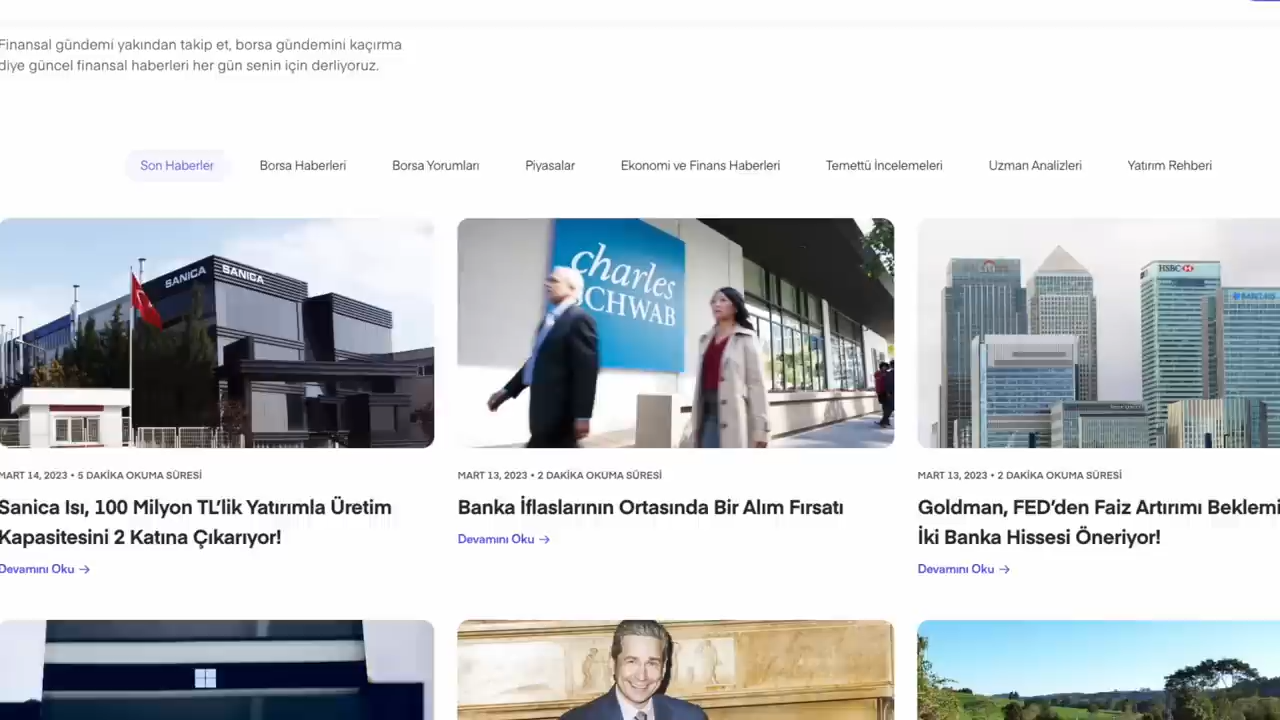 Finansal gündemi yakından takip et, borsa gündemini kaçırma
diye güncel finansal haberleri her gün senin için derliyoruz.
Son Haberler
Borsa Haberleri
Borsa Yorumları
Piyasalar
Ekonomi ve Finans Haberleri
Temettü İncelemeleri
Uzman Analizleri
Yatırım Rehberi
SANICA
SANICA
charles
SCHWAB
HSBC
BARCLAYS
MART 14, 2023 • 5 DAKİKA OKUMA SÜRESİ
Sanica Isı, 100 Milyon TL’lik Yatırımla Üretim
Kapasitesini 2 Katına Çıkarıyor!
Devamını Oku →
MART 13, 2023 • 2 DAKİKA OKUMA SÜRESİ
Banka İflaslarının Ortasında Bir Alım Fırsatı
Devamını Oku →
MART 13, 2023 • 2 DAKİKA OKUMA SÜRESİ
Goldman, FED’den Faiz Artırımı Beklemi
İki Banka Hissesi Öneriyor!
Devamını Oku →